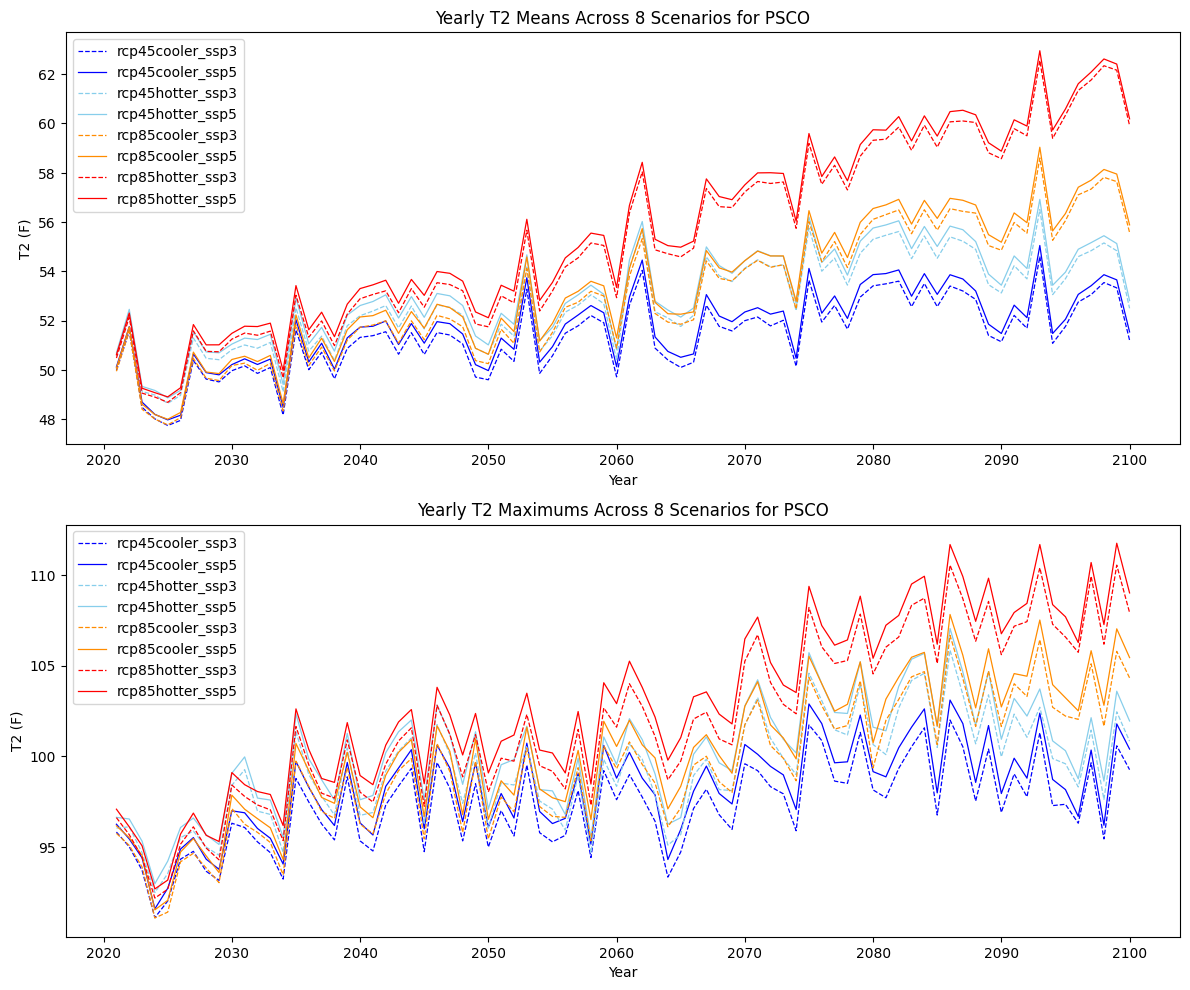 Yearly T2 Means Across 8 Scenarios for PSCO
rcp45cooler_ssp3
rcp45cooler_ssp5
rcp45hotter_ssp3
rcp45hotter_ssp5
rcp85cooler_ssp3
rcp85cooler_ssp5
rcp85hotter_ssp3
rcp85hotter_ssp5
62
60
58
56
54
52
50
48
T2 (F)
2020 2030 2040 2050 2060 2070 2080 2090 2100
Year
Yearly T2 Maximums Across 8 Scenarios for PSCO
rcp45cooler_ssp3
rcp45cooler_ssp5
rcp45hotter_ssp3
rcp45hotter_ssp5
rcp85cooler_ssp3
rcp85cooler_ssp5
rcp85hotter_ssp3
rcp85hotter_ssp5
110
105
100
95
T2 (F)
2020 2030 2040 2050 2060 2070 2080 2090 2100
Year